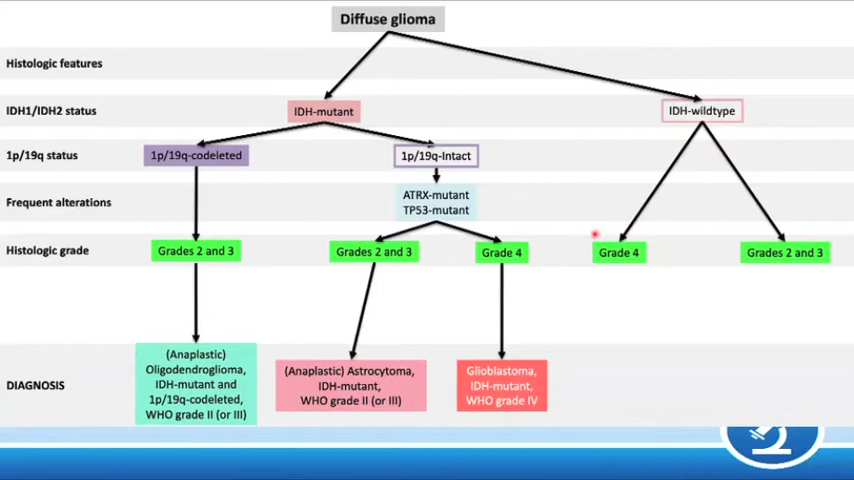 Diffuse glioma
Histologic features
IDH1/IDH2 status
IDH-mutant
IDH-wildtype
1p/19q status
1p/19q-codeleted
1p/19q-Intact
Frequent alterations
ATRX-mutant
TP53-mutant
Histologic grade
Grades 2 and 3
Grades 2 and 3
Grade 4
Grade 4
Grades 2 and 3
DIAGNOSIS
(Anaplastic)
Oligodendroglioma,
IDH-mutant and
1p/19q-codeleted,
WHO grade II (or III)
(Anaplastic) Astrocytoma,
IDH-mutant,
WHO grade II (or III)
Glioblastoma,
IDH-mutant,
WHO grade IV